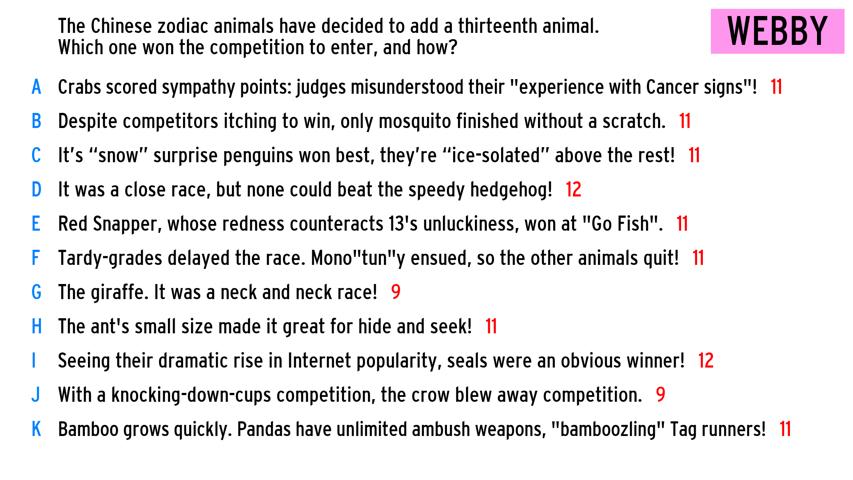 The Chinese zodiac animals have decided to add a thirteenth animal.
Which one won the competition to enter, and how?
WEBBY
A Crabs scored sympathy points: judges misunderstood their "experience with Cancer signs"! 11
B Despite competitors itching to win, only mosquito finished without a scratch. 11
C It's “snow” surprise penguins won best, they're “ice-solated” above the rest! 11
D It was a close race, but none could beat the speedy hedgehog! 12
E Red Snapper, whose redness counteracts 13's unluckiness, won at "Go Fish". 11
F Tardy-grades delayed the race. Mono"tun"y ensued, so the other animals quit! 11
G The giraffe. It was a neck and neck race! 9
H The ant's small size made it great for hide and seek! 11
I Seeing their dramatic rise in Internet popularity, seals were an obvious winner! 12
J With a knocking-down-cups competition, the crow blew away competition. 9
K Bamboo grows quickly. Pandas have unlimited ambush weapons, "bamboozling" Tag runners! 11